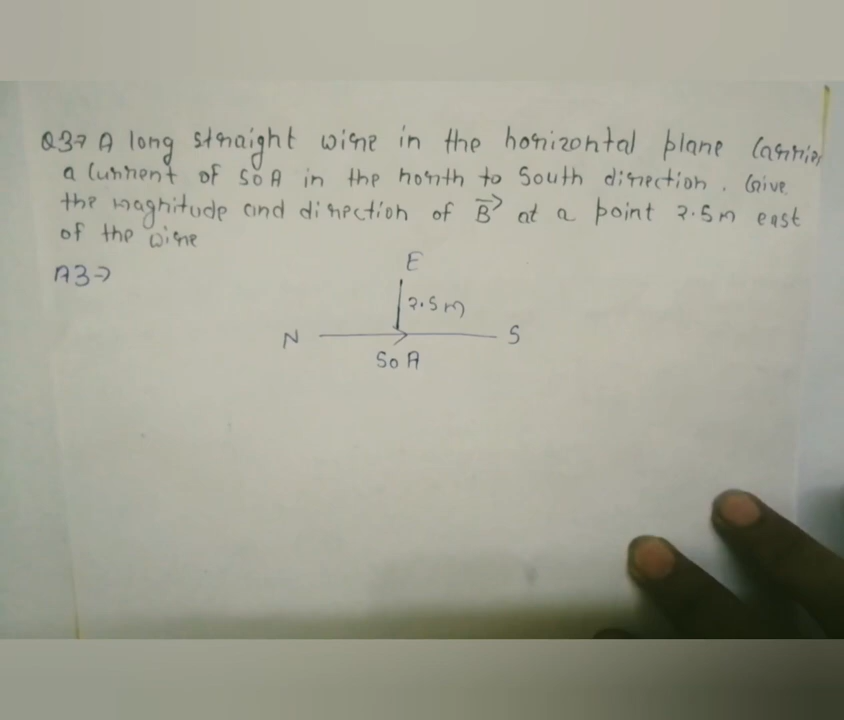 Q3→ A long straight wire in the horizontal plane carries
a current of 50 A in the north to South direction. Give
the magnitude and direction of B→ at a point 2.5m east
of the wire
A3→
E
2.5m
N S
50 A